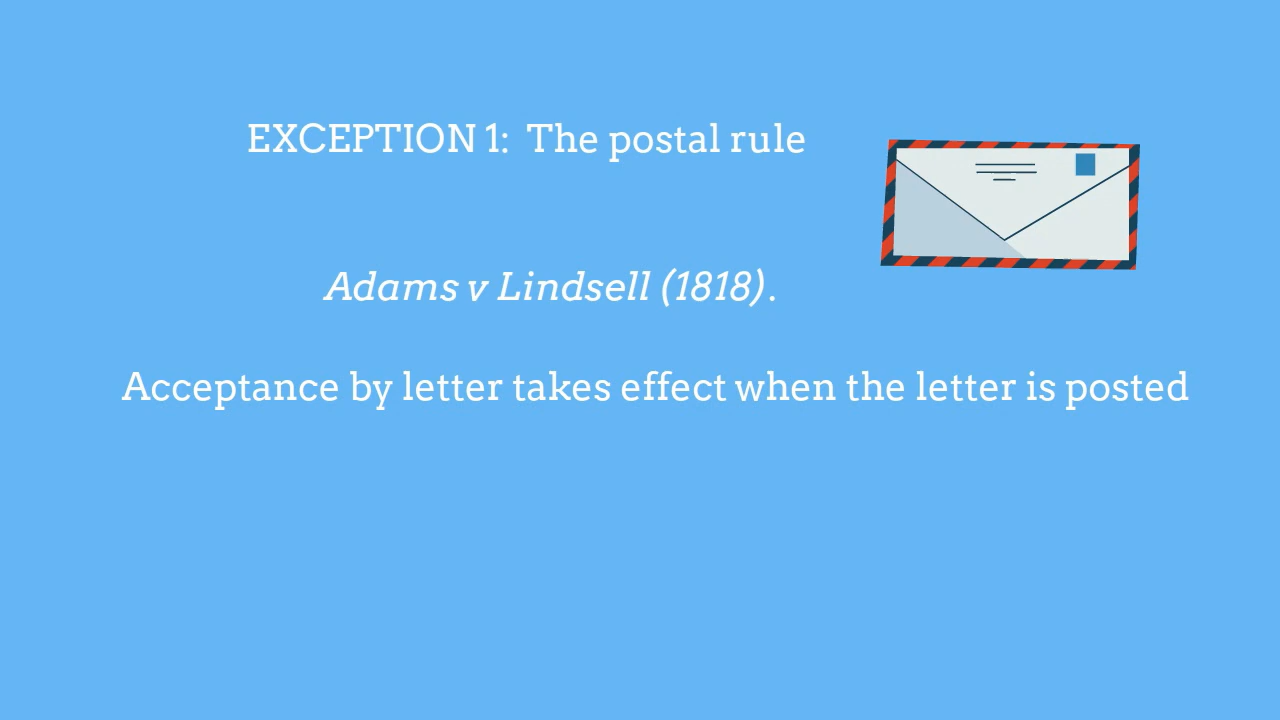 EXCEPTION 1:  The postal rule
Adams v Lindsell (1818).
Acceptance by letter takes effect when the letter is posted